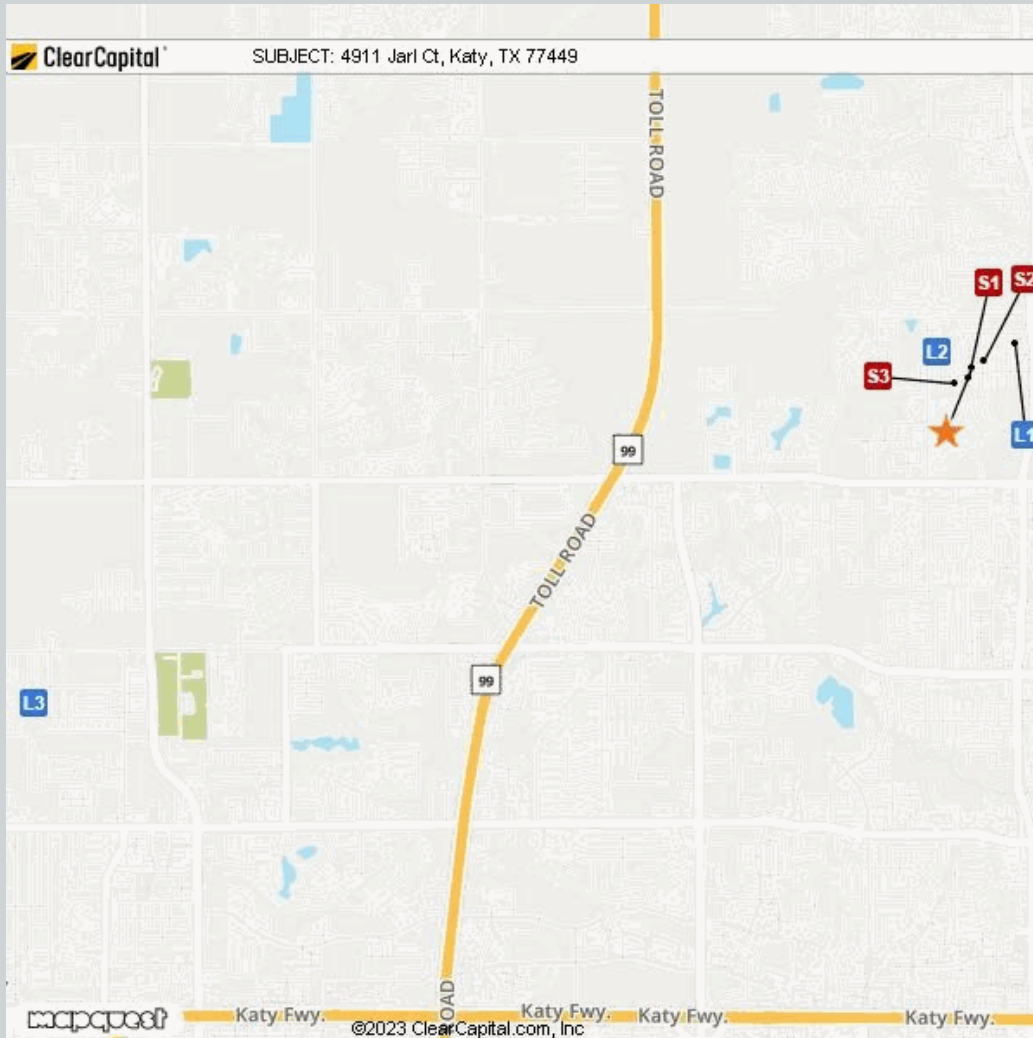 ClearCapital
SUBJECT: 4911 Jarl Ct, Katy, TX 77449
TOLL ROAD
S1
S2
L2
S3
L1
99
TOLL ROAD
99
L3
ROAD
mapquest
Katy Fwy.
Katy Fwy.
Katy Fwy.
Katy Fwy.
©2023 ClearCapital.com, Inc